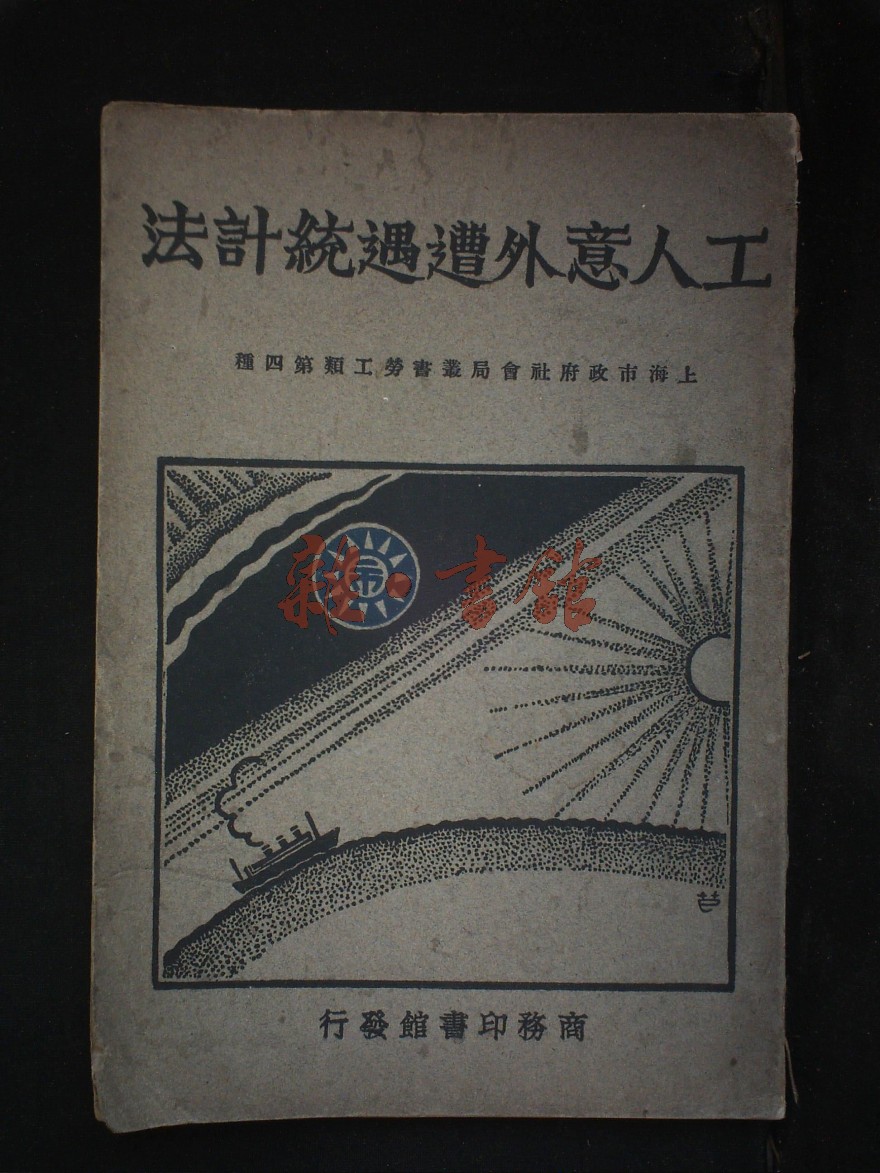 工人意外遭遇統計法
上海市政府社會局叢書勞工類第四種
雜·書館
商務印書館發行